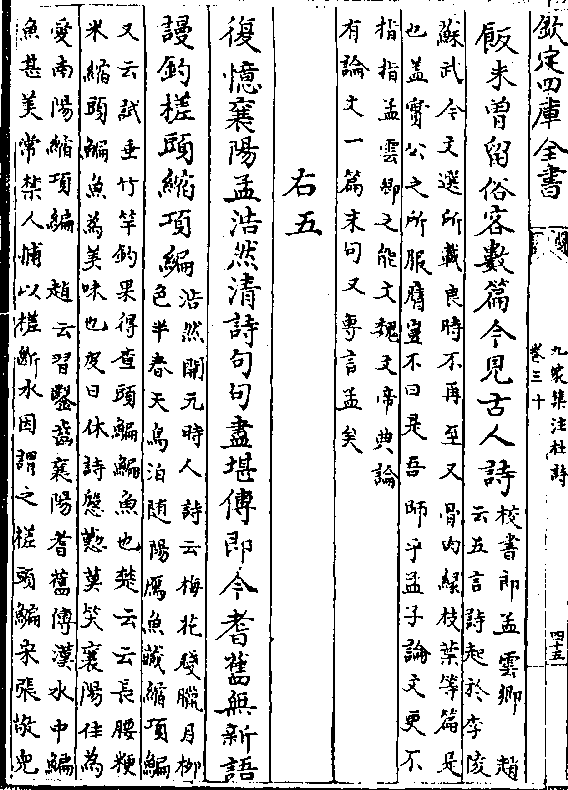 欽定四庫全書
九家集注杜詩
卷三十
四十五
飯未曾留俗客數篇今見古人詩校書即孟雲卿　趙
云五言詩起於李陵
蘇武今文選所載良時不再至又骨肉緣枝葉等篇是
也盖實公之所服膺寧不曰是吾師乎孟子論文更不
指指孟雲卿之能文魏文帝典論
有論文一篇末句又專言孟矣
右五
復憶襄陽孟浩然清詩句句盡堪傳即今耆舊無新語
謾釣槎頭縮項鯿浩然開元時人詩云梅花殘臘月柳
色半春天鳥泊随陽鴈魚藏縮項鯿
又云試垂竹竿釣果得查頭鯿鯿魚也楚云云長腰粳
米縮頭鯿魚為美味也皮日休詩慇懃莫笑襄陽住為
愛南陽縮項鯿　趙云習鑿齒襄陽耆舊傳漢水中鯿
魚甚美常禁人捕以槎斷水因謂之槎頭鯿宋張敬兒